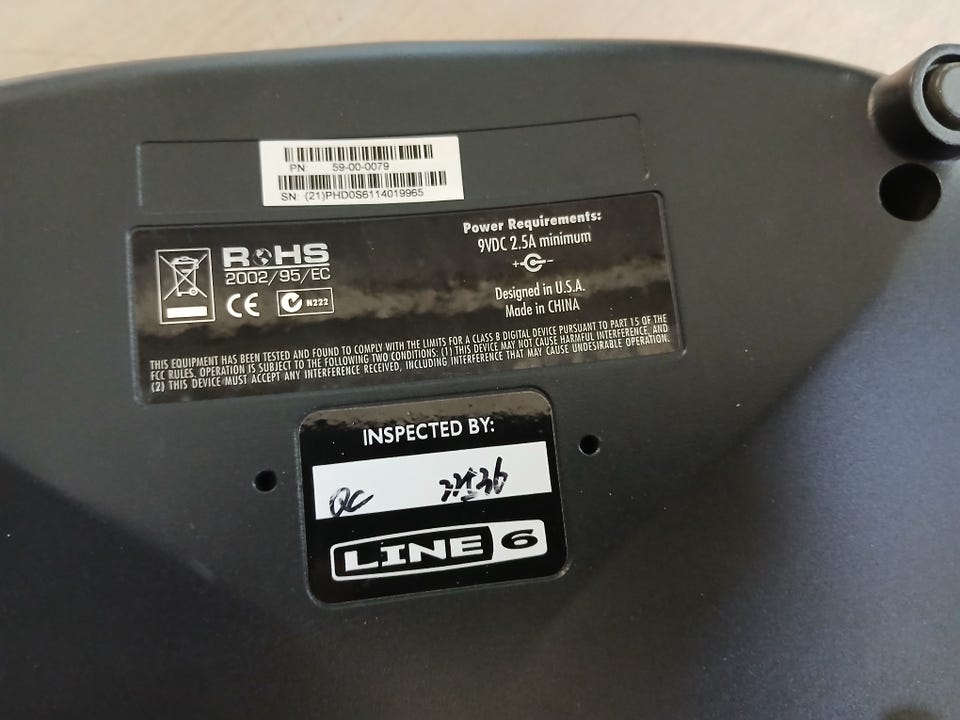 PN 59-00-0079
SN (21)PHD0S6114019965
RoHS
2002/95/EC
CE N222
Power Requirements:
9VDC 2.5A minimum
Designed in U.S.A.
Made in CHINA
THIS EQUIPMENT HAS BEEN TESTED AND FOUND TO COMPLY WITH THE LIMITS FOR A CLASS B DIGITAL DEVICE PURSUANT TO PART 15 OF THE
FCC RULES. OPERATION IS SUBJECT TO THE FOLLOWING TWO CONDITIONS: (1) THIS DEVICE MAY NOT CAUSE HARMFUL INTERFERENCE, AND
(2) THIS DEVICE MUST ACCEPT ANY INTERFERENCE RECEIVED, INCLUDING INTERFERENCE THAT MAY CAUSE UNDESIRABLE OPERATION.
INSPECTED BY:
QC
LINE 6